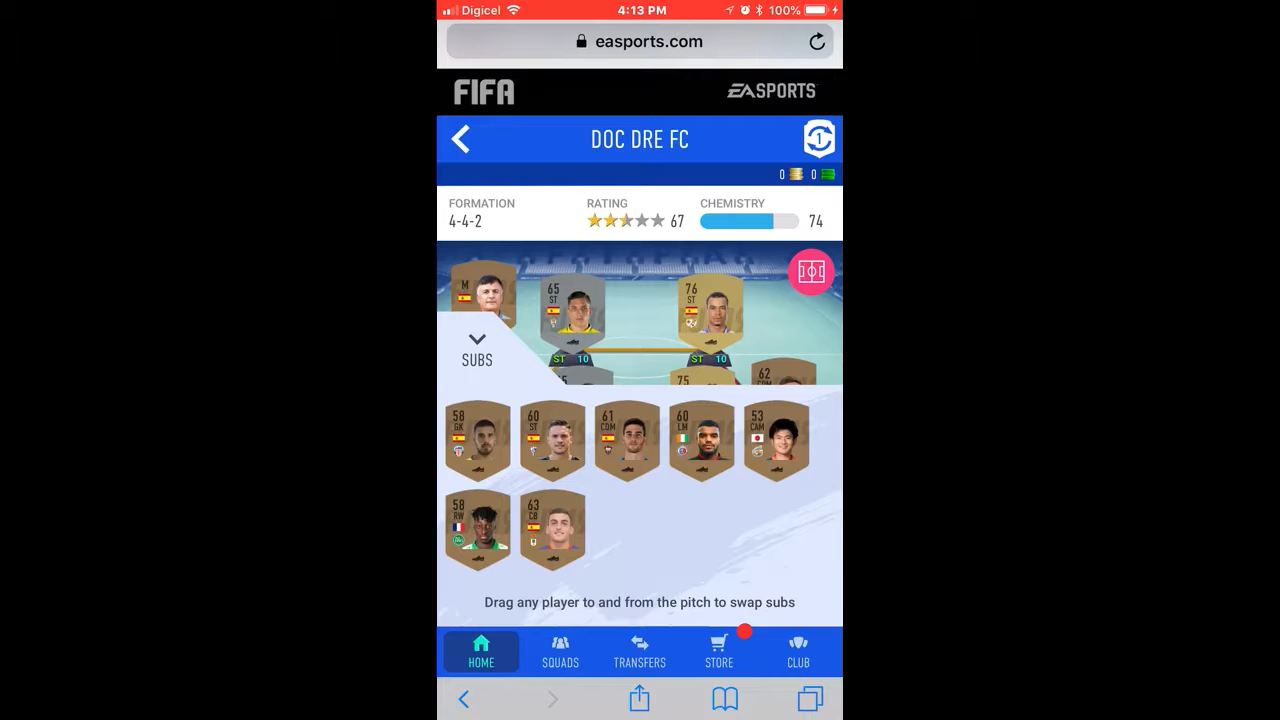 Digicel 4:13 PM 100%
easports.com
FIFA EA SPORTS
DOC DRE FC 1
0 0
FORMATION RATING CHEMISTRY
4-4-2 67 74
M 65 ST 76 ST
SUBS
ST 10 ST 10
75 62
58 GK 60 ST 61 CDM 60 LM 53 CAM
58 RW 63 CB
Drag any player to and from the pitch to swap subs
HOME SQUADS TRANSFERS STORE CLUB